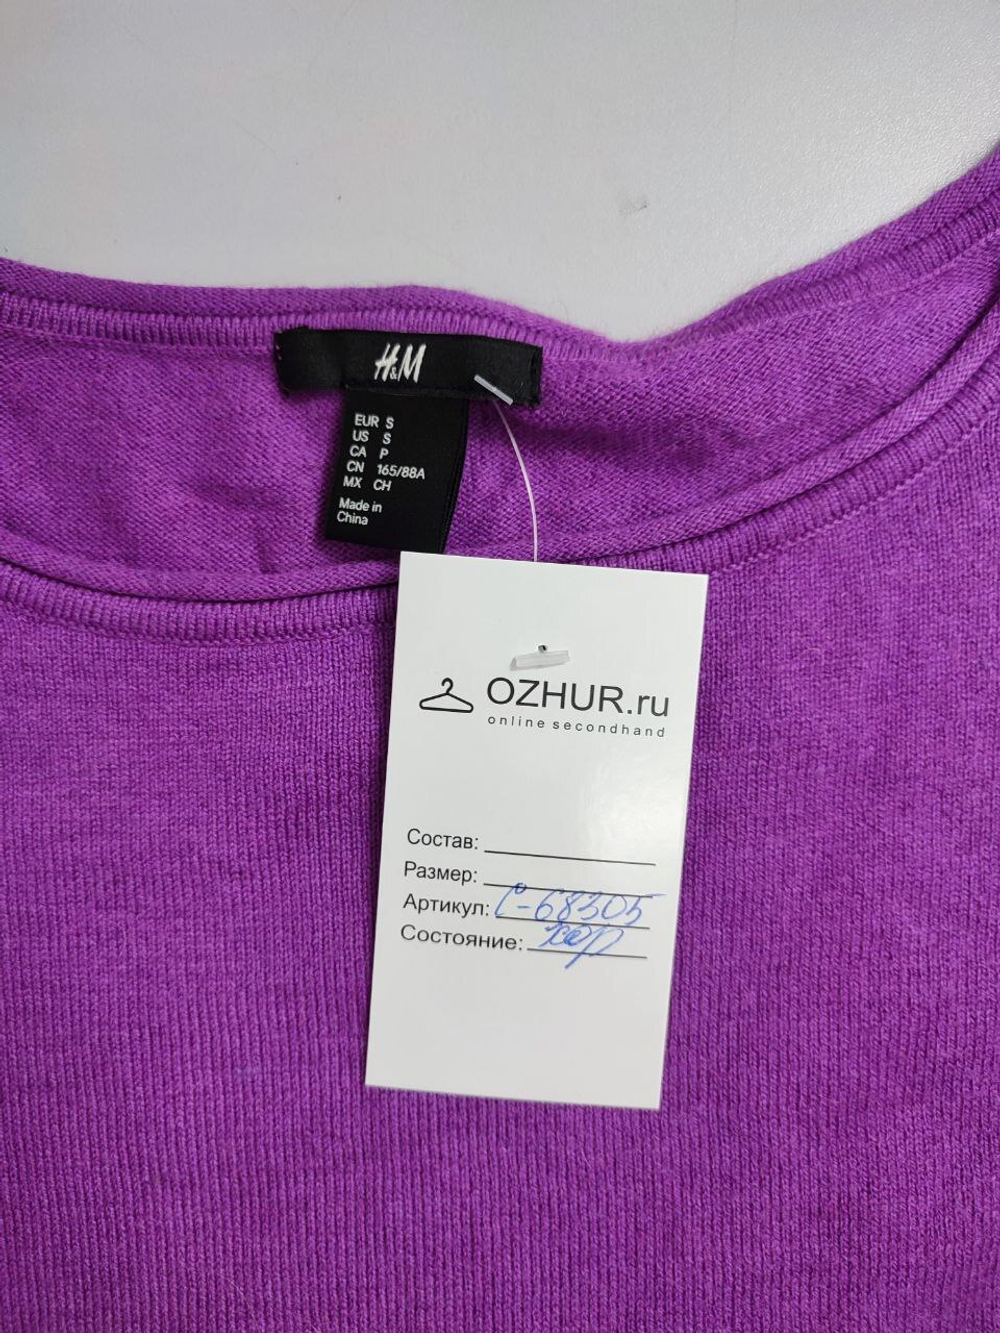 H&M
EUR S
US S
CA P
CN 165/88A
MX CH
Made in
China
OZHUR.ru
online secondhand
Состав:
Размер:
Артикул: С-68305
Состояние: хор